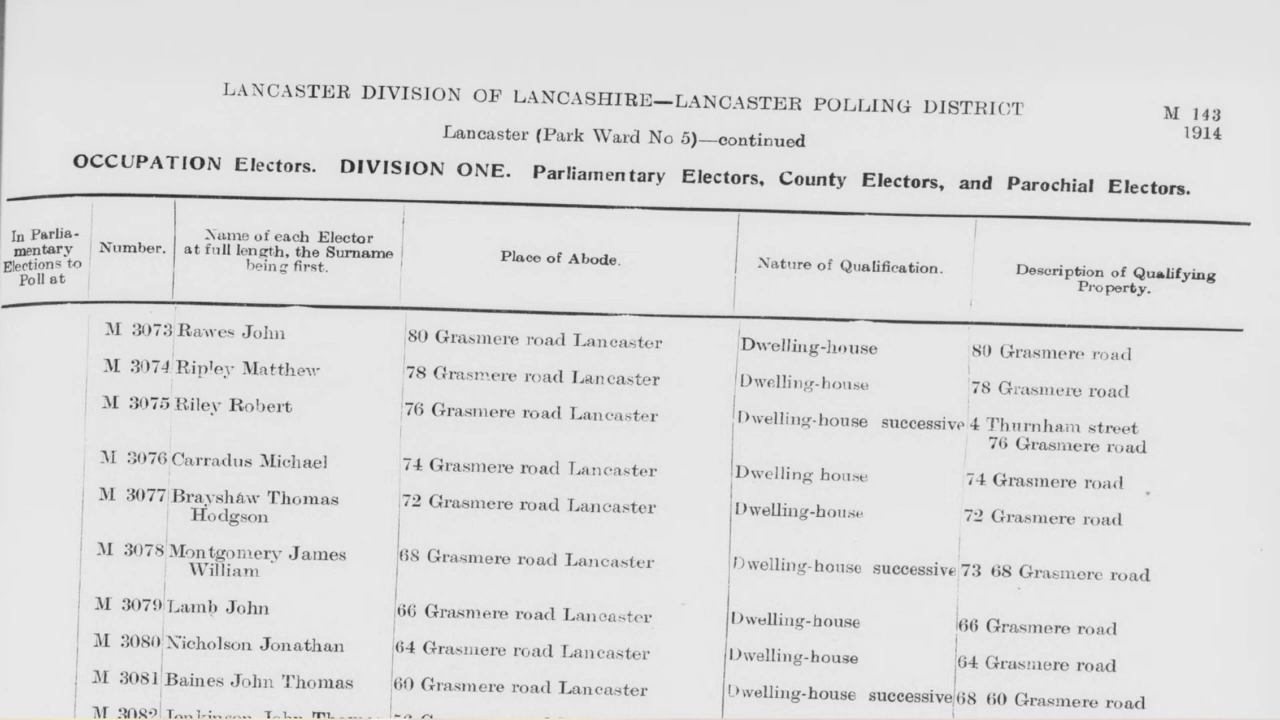 LANCASTER DIVISION OF LANCASHIRE—LANCASTER POLLING DISTRICT
M 143
1914
Lancaster (Park Ward No 5)—continued
OCCUPATION Electors. DIVISION ONE. Parliamentary Electors, County Electors, and Parochial Electors.
In Parlia-
mentary
Elections to
Poll at
Number.
Name of each Elector
at full length, the Surname
being first.
Place of Abode.
Nature of Qualification.
Description of Qualifying
Property.
M 3073 Rawes John 80 Grasmere road Lancaster Dwelling-house 80 Grasmere road
M 3074 Ripley Matthew 78 Grasmere road Lancaster Dwelling-house 78 Grasmere road
M 3075 Riley Robert 76 Grasmere road Lancaster Dwelling-house successive 4 Thurnham street
76 Grasmere road
M 3076 Carradus Michael 74 Grasmere road Lancaster Dwelling house 74 Grasmere road
M 3077 Brayshaw Thomas 72 Grasmere road Lancaster Dwelling-house 72 Grasmere road
Hodgson
M 3078 Montgomery James 68 Grasmere road Lancaster Dwelling-house successive 73 68 Grasmere road
William
M 3079 Lamb John 66 Grasmere road Lancaster Dwelling-house 66 Grasmere road
M 3080 Nicholson Jonathan 64 Grasmere road Lancaster Dwelling-house 64 Grasmere road
M 3081 Baines John Thomas 60 Grasmere road Lancaster Dwelling-house successive 68 60 Grasmere road
M 3082 John